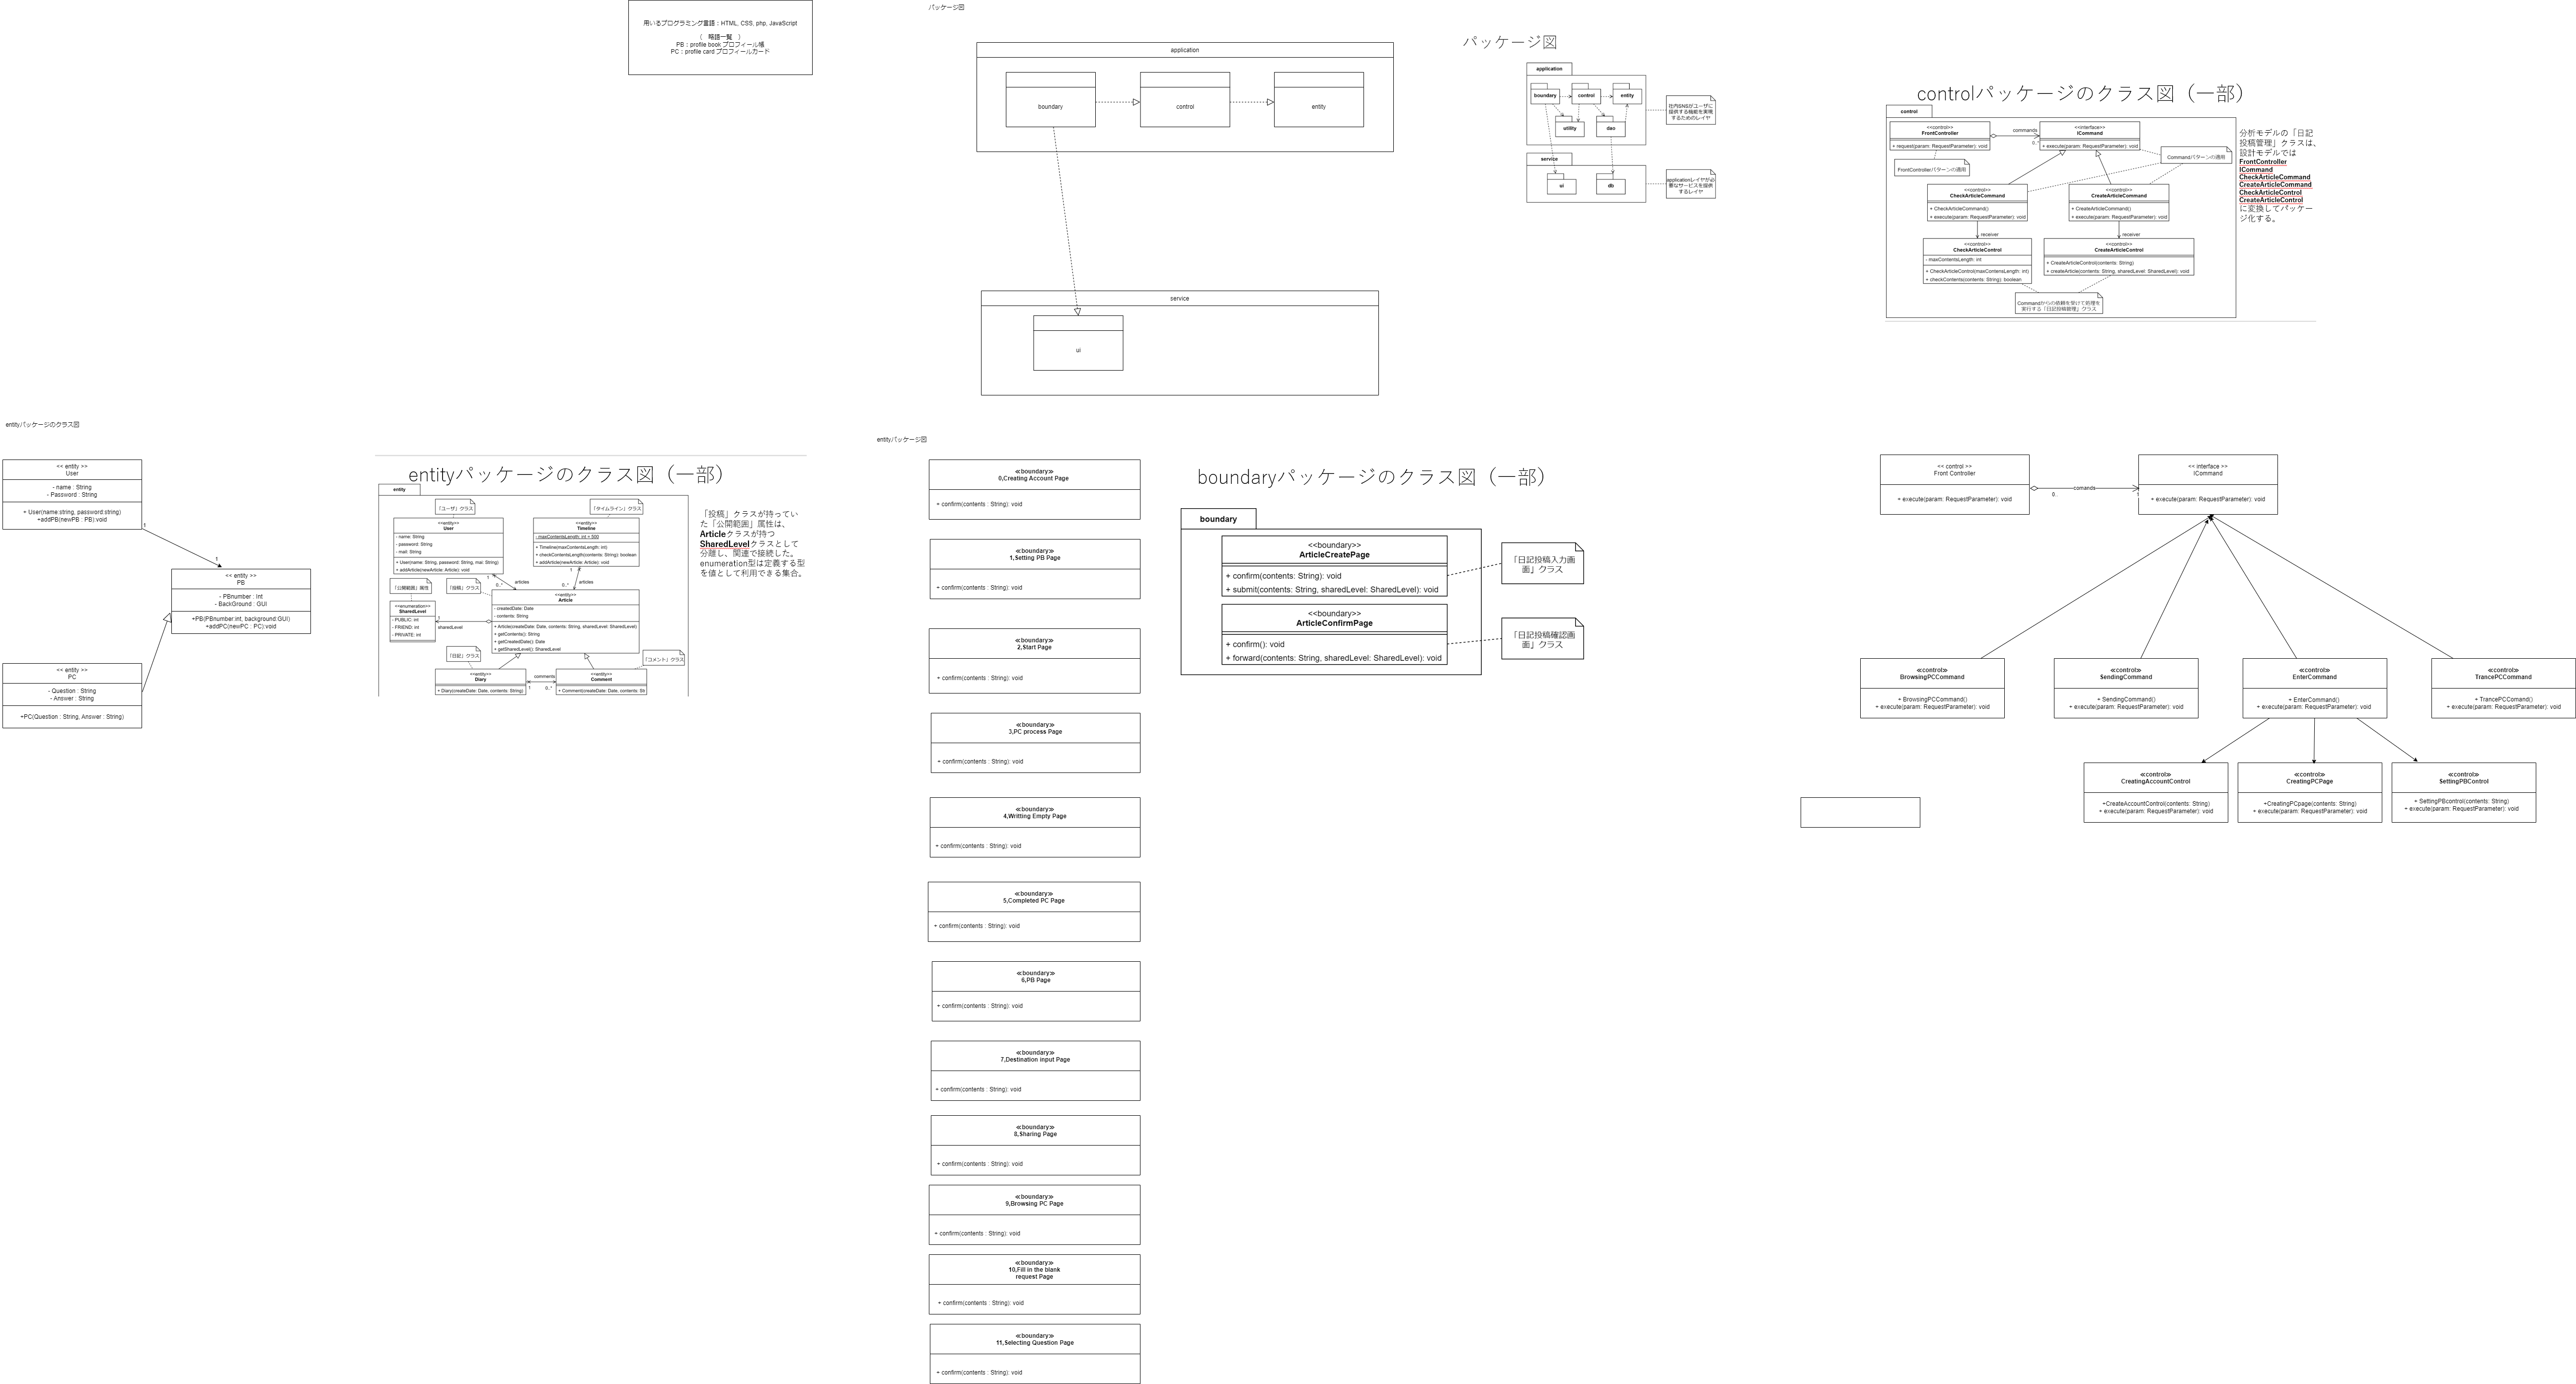 用いるプログラミング言語：HTML, CSS, php, JavaScript
（　略語一覧　）
PB：profile book プロフィール帳
PC：profile card プロフィールカード
パッケージ図
application
boundary
control
entity
service
ui
パッケージ図
application
boundary
control
entity
utility
dao
社内SNSがユーザに
提供する機能を実現
するためのレイヤ
service
ui
db
applicationレイヤが必
要なサービスを提供
するレイヤ
controlパッケージのクラス図（一部）
control
<<control>>
FrontController
+ request(param: RequestParameter): void
commands
0..*
<<interface>>
ICommand
+ execute(param: RequestParameter): void
FrontControllerパターンの適用
Commandパターンの適用
<<control>>
CheckArticleCommand
+ CheckArticleCommand()
+ execute(param: RequestParameter): void
<<control>>
CreateArticleCommand
+ CreateArticleCommand()
+ execute(param: RequestParameter): void
receiver
receiver
<<control>>
CheckArticleControl
- maxContentsLength: int
+ CheckArticleControl(maxContensLength: int)
+ checkContents(contents: String): boolean
<<control>>
CreateArticleControl
+ CreateArticleControl(contents: String)
+ createArticle(contents: String, sharedLevel: SharedLevel): void
Commandからの依頼を受けて処理を
実行する「日記投稿管理」クラス
分析モデルの「日記
投稿管理」クラスは、
設計モデルでは
FrontController
ICommand
CheckArticleCommand
CreateArticleCommand
CheckArticleControl
CreateArticleControl
に変換してパッケー
ジ化する。
entityパッケージのクラス図
<< entity >>
User
- name : String
- Password : String
+ User(name:string, password:string)
+addPB(newPB : PB):void
1
1
<< entity >>
PB
- PBnumber : int
- BackGround : GUI
+PB(PBnumber:int, background:GUI)
+addPC(newPC : PC):void
<< entity >>
PC
- Question : String
- Answer : String
+PC(Question : String, Answer : String)
entityパッケージのクラス図（一部）
entity
「ユーザ」クラス
「タイムライン」クラス
<<entity>>
User
- name: String
- password: String
- mail: String
+ User(name: String, password: String, mai: String)
+ addArticle(newArticle: Article): void
<<entity>>
Timeline
- maxContentsLength: int = 500
+ Timeline(maxContentsLength: int)
+ checkContentsLength(contents: String): boolean
+ addArticle(newArticle: Article): void
1
articles
0..*
1
articles
0..*
「公開範囲」属性
「投稿」クラス
<<enumeration>>
SharedLevel
- PUBLIC: int
- FRIEND: int
- PRIVATE: int
1
sharedLevel
<<entity>>
Article
- createdDate: Date
- contents: String
+ Article(createDate: Date, contents: String, sharedLevel: SharedLevel)
+ getContents(): String
+ getCreatedDate(): Date
+ getSharedLevel(): SharedLevel
「日記」クラス
「コメント」クラス
<<entity>>
Diary
+ Diary(createDate: Date, contents: String)
comments
1
0..*
<<entity>>
Comment
+ Comment(createDate: Date, contents: Str
「投稿」クラスが持ってい
た「公開範囲」属性は、
Articleクラスが持つ
SharedLevelクラスとして
分離し、関連で接続した。
enumeration型は定義する型
を値として利用できる集合。
entityパッケージ図
≪boundary≫
0,Creating Account Page
+ confirm(contents : String): void
≪boundary≫
1,Setting PB Page
+ confirm(contents : String): void
≪boundary≫
2,Start Page
+ confirm(contents : String): void
≪boundary≫
3,PC process Page
+ confirm(contents : String): void
≪boundary≫
4,Writting Empty Page
+ confirm(contents : String): void
≪boundary≫
5,Completed PC Page
+ confirm(contents : String): void
≪boundary≫
6,PB Page
+ confirm(contents : String): void
≪boundary≫
7,Destination input Page
+ confirm(contents : String): void
≪boundary≫
8,Sharing Page
+ confirm(contents : String): void
≪boundary≫
9,Browsing PC Page
+ confirm(contents : String): void
≪boundary≫
10,Fill in the blank
request Page
+ confirm(contents : String): void
≪boundary≫
11,Selecting Question Page
+ confirm(contents : String): void
boundaryパッケージのクラス図（一部）
boundary
<<boundary>>
ArticleCreatePage
+ confirm(contents: String): void
+ submit(contents: String, sharedLevel: SharedLevel): void
「日記投稿入力画
面」クラス
<<boundary>>
ArticleConfirmPage
+ confirm(): void
+ forward(contents: String, sharedLevel: SharedLevel): void
「日記投稿確認画
面」クラス
<< control >>
Front Controller
+ execute(param: RequestParameter): void
comands
0..
1
<< interface >>
ICommand
+ execute(param: RequestParameter): void
≪control≫
BrowsingPCCommand
+ BrowsingPCCommand()
+ execute(param: RequestParameter): void
≪control≫
SendingCommand
+ SendingCommand()
+ execute(param: RequestParameter): void
≪control≫
EnterCommand
+ EnterCommand()
+ execute(param: RequestParameter): void
≪control≫
TrancePCCommand
+ TrancePCComand()
+ execute(param: RequestParameter): void
≪control≫
CreatingAccountControl
+CreateAccountControl(contents: String)
+ execute(param: RequestParameter): void
≪control≫
CreatingPCPage
+CreatingPCpage(contents: String)
+ execute(param: RequestParameter): void
≪control≫
SettingPBControl
+ SettingPBcontrol(contents: String)
+ execute(param: RequestParameter): void